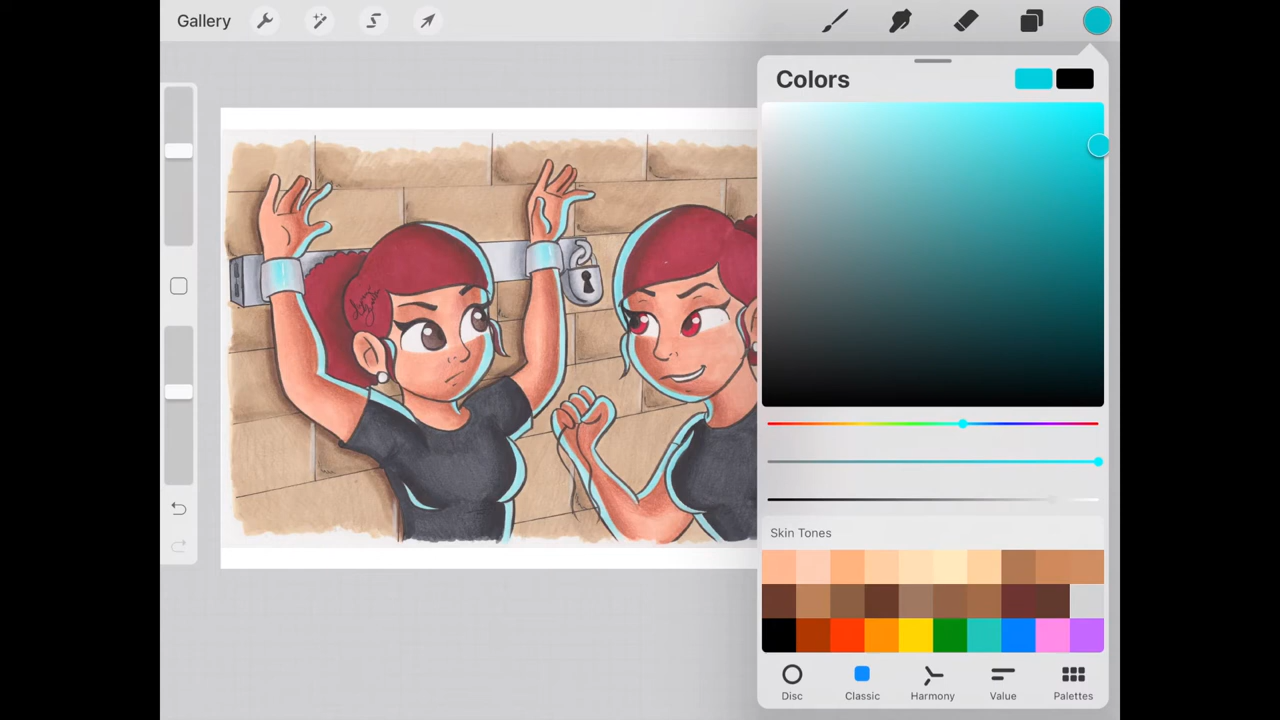 Gallery
Colors
Skin Tones
Disc
Classic
Harmony
Value
Palettes